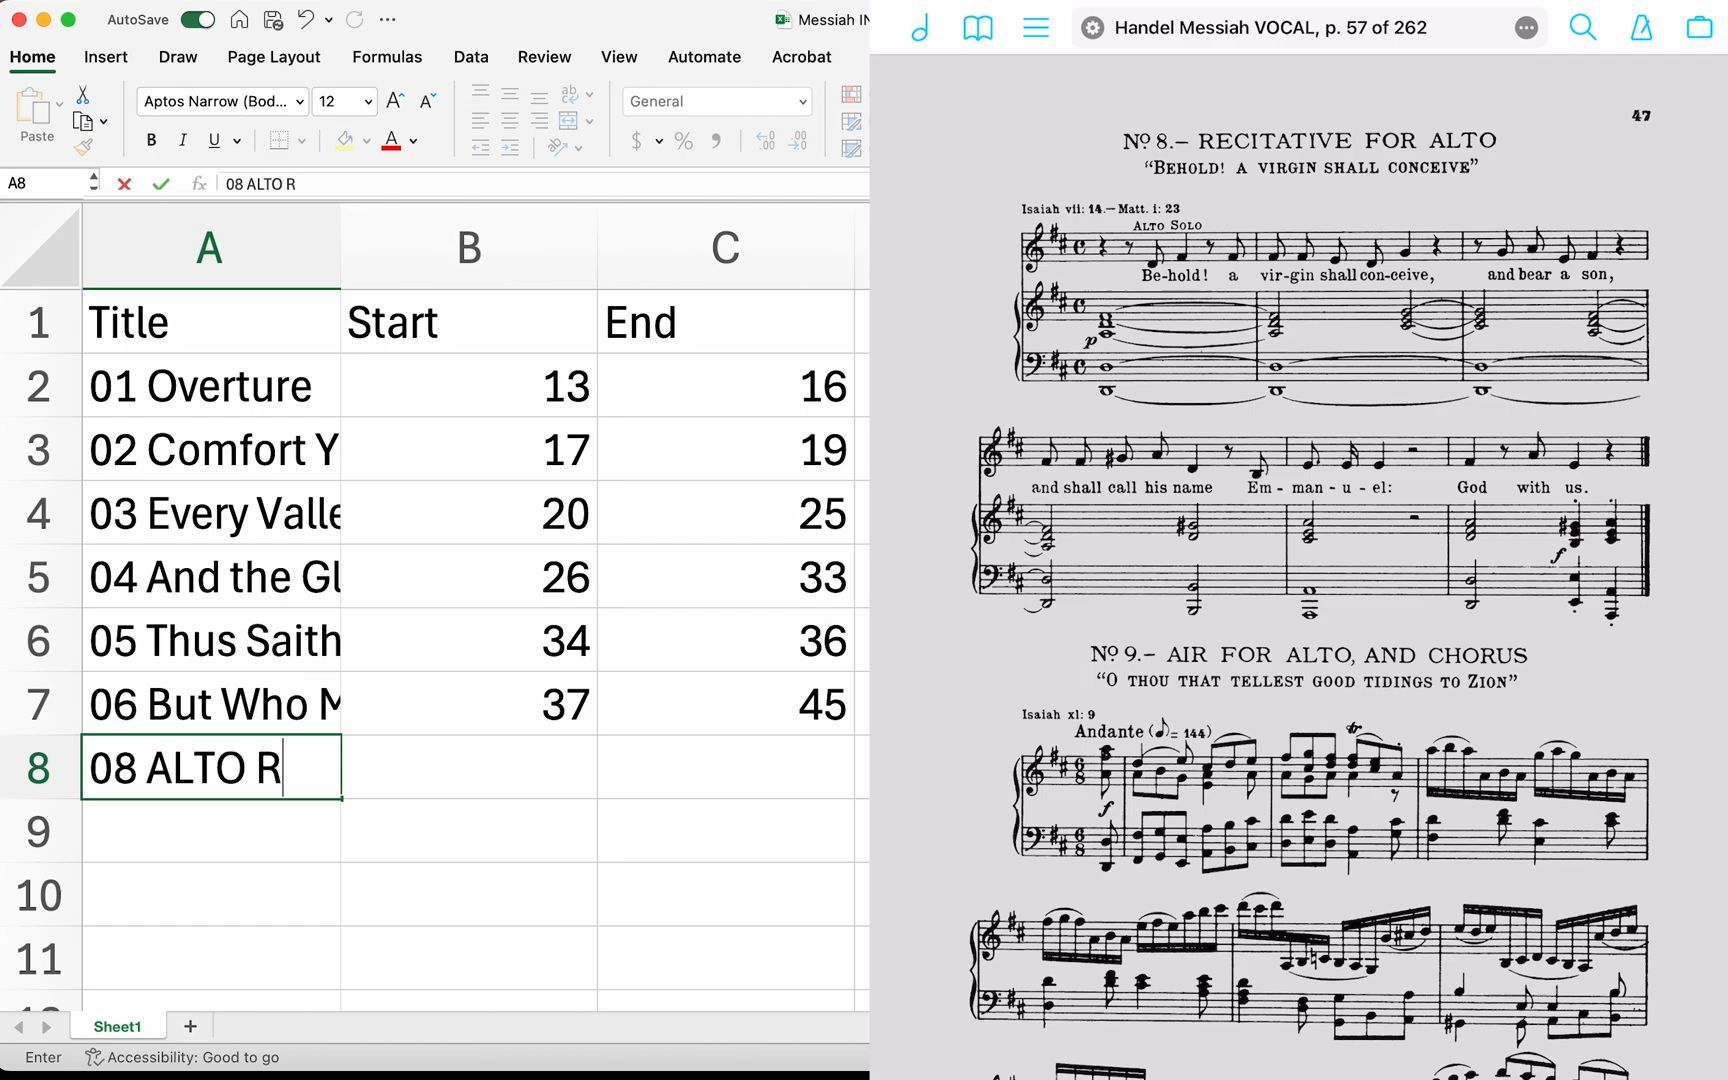 AutoSave
Messiah IN
Home Insert Draw Page Layout Formulas Data Review View Automate Acrobat
Paste
Aptos Narrow (Bod... 12
General
A8
fx
08 ALTO R
A B C
1 Title Start End
2 01 Overture 13 16
3 02 Comfort Y 17 19
4 03 Every Valle 20 25
5 04 And the Gl 26 33
6 05 Thus Saith 34 36
7 06 But Who M 37 45
8 08 ALTO R
9
10
11
Sheet1
Enter Accessibility: Good to go
Handel Messiah VOCAL, p. 57 of 262
47
No 8.– RECITATIVE FOR ALTO
“BEHOLD! A VIRGIN SHALL CONCEIVE”
Isaiah vii: 14.– Matt. i: 23
ALTO SOLO
Be-hold! a vir-gin shall con-ceive, and bear a son,
p
and shall call his name Em - man - u - el: God with us.
f
No 9.– AIR FOR ALTO, AND CHORUS
“O THOU THAT TELLEST GOOD TIDINGS TO ZION”
Isaiah xl: 9
Andante (♪= 144)
tr
f